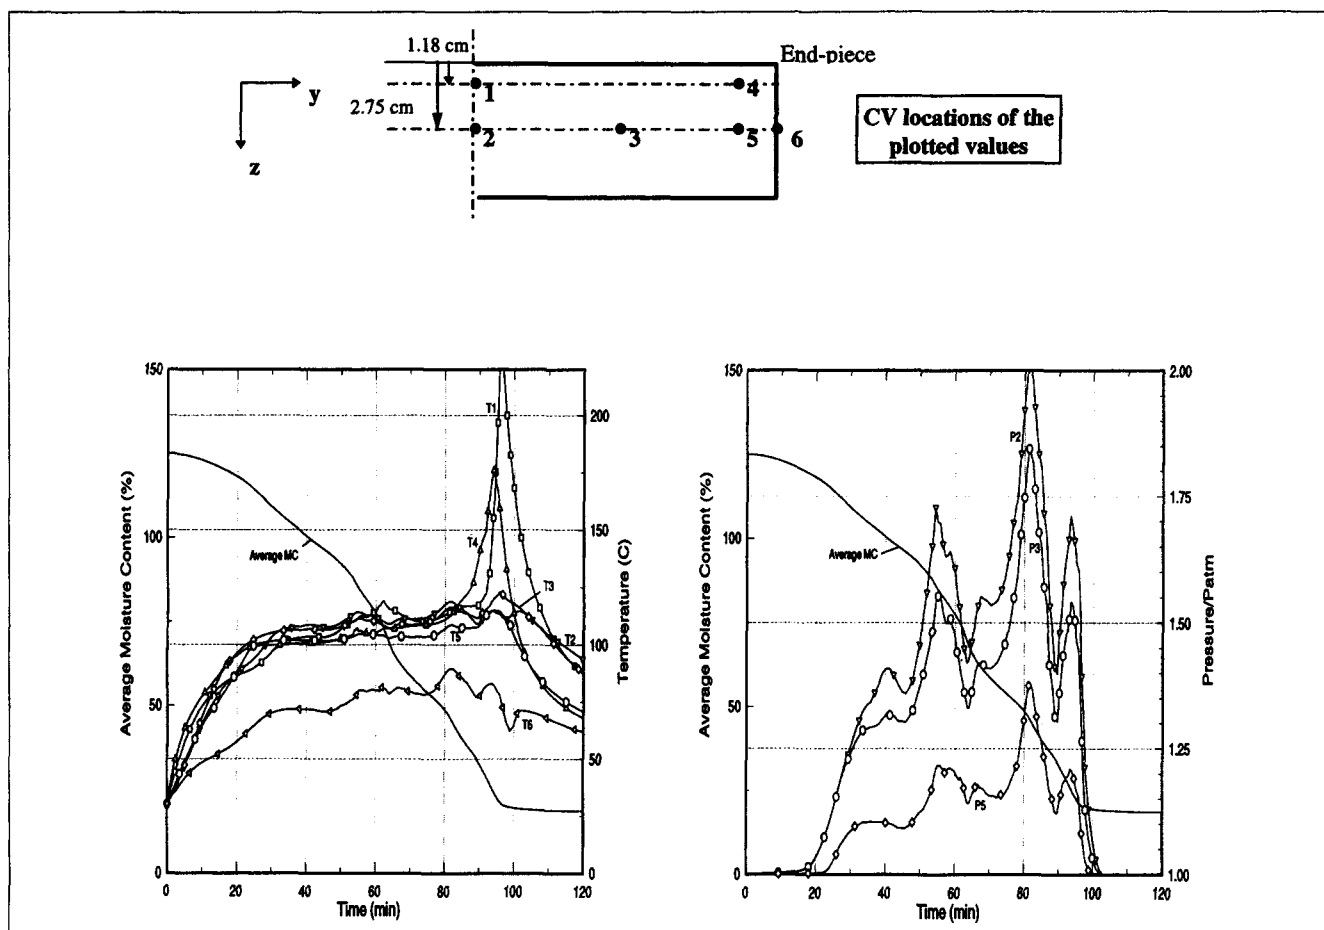 1.18 cm
End-piece
y
1
4
2.75 cm
CV locations of the
plotted values
2
3
5
6
z
150
100
50
0
Average Moisture Content (%)
200
150
100
50
0
Temperature (C)
T1
T4
Average MC
T3
T5
T2
T6
0
20
40
60
80
100
120
Time (min)
150
100
50
0
Average Moisture Content (%)
2.00
1.75
1.50
1.25
1.00
Pressure/Patm
P2
P3
Average MC
P5
0
20
40
60
80
100
120
Time (min)